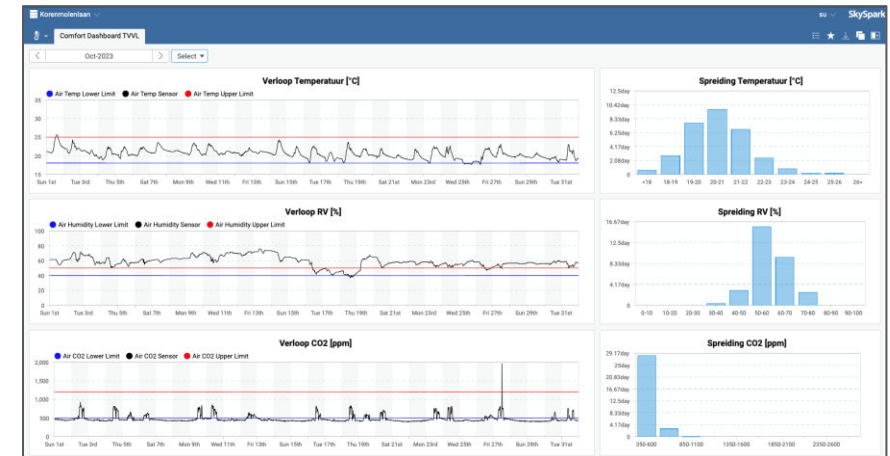 Korenmolenlaan
su
SkySpark
Comfort Dashboard TVVL
Oct-2023
Select
Verloop Temperatuur [°C]
Air Temp Lower Limit Air Temp Sensor Air Temp Upper Limit
35
30
25
20
15
Sun 1st Tue 3rd Thu 5th Sat 7th Mon 9th Wed 11th Fri 13th Sun 15th Tue 17th Thu 19th Sat 21st Mon 23rd Wed 25th Fri 27th Sun 29th Tue 31st
Spreiding Temperatuur [°C]
12.5day
10.42day
8.33day
6.25day
4.17day
2.08day
0
<18 18-19 19-20 20-21 21-22 22-23 23-24 24-25 25-26 26+
Verloop RV [%]
Air Humidity Lower Limit Air Humidity Sensor Air Humidity Upper Limit
100
80
60
40
20
0
Sun 1st Tue 3rd Thu 5th Sat 7th Mon 9th Wed 11th Fri 13th Sun 15th Tue 17th Thu 19th Sat 21st Mon 23rd Wed 25th Fri 27th Sun 29th Tue 31st
Spreiding RV [%]
16.67day
12.5day
8.33day
4.17day
0
0-10 10-20 20-30 30-40 40-50 50-60 60-70 70-80 80-90 90-100
Verloop CO2 [ppm]
Air CO2 Lower Limit Air CO2 Sensor Air CO2 Upper Limit
2,000
1,500
1,000
500
0
Sun 1st Tue 3rd Thu 5th Sat 7th Mon 9th Wed 11th Fri 13th Sun 15th Tue 17th Thu 19th Sat 21st Mon 23rd Wed 25th Fri 27th Sun 29th Tue 31st
Spreiding CO2 [ppm]
29.17day
25day
20.83day
16.67day
12.5day
8.33day
4.17day
0
350-600 850-1100 1350-1600 1850-2100 2350-2600